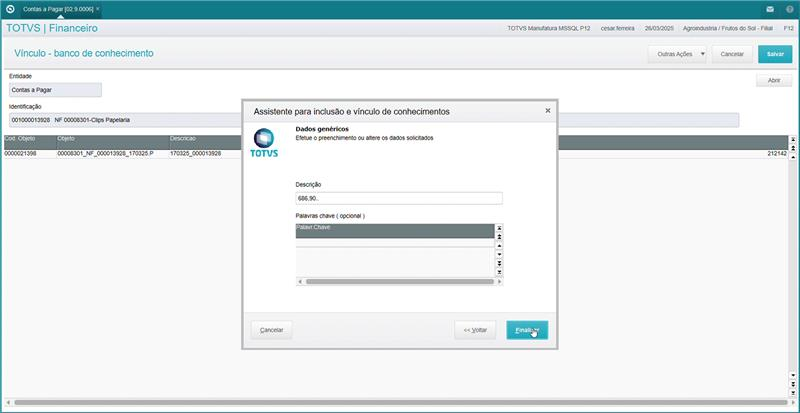 Contas a Pagar [02.9.0006] ×
TOTVS | Financeiro
TOTVS Manufatura MSSQL P12 cesar.ferreira 26/03/2025 Agroindustria / Frutos do Sol - Filial F12
Vínculo - banco de conhecimento
Outras Ações Cancelar Salvar
Entidade
Abrir
Contas a Pagar
Identificação
001000013928 NF 00008301-Clips Papelaria
Cod. Objeto Objeto Descricao
0000021398 00008301_NF_000013928_170325.P 170325_000013928 212142
Assistente para inclusão e vínculo de conhecimentos
Dados genéricos
Efetue o preenchimento ou altere os dados solicitados
TOTVS
Descrição
686,90..
Palavras chave ( opcional )
Palavr.Chave
Cancelar << Voltar Finalizar